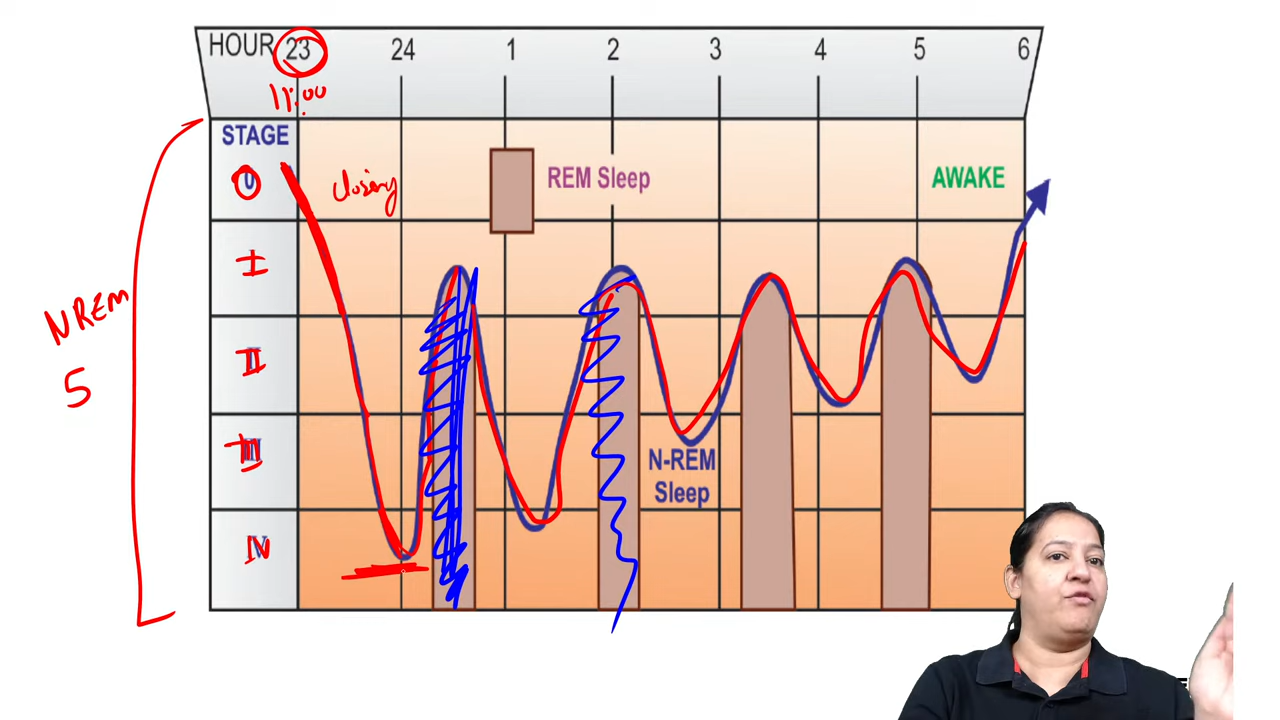 HOUR 23 24 1 2 3 4 5 6
11:00
STAGE
0 closing REM Sleep AWAKE
I
NREM
II
5
III N-REM
Sleep
IV